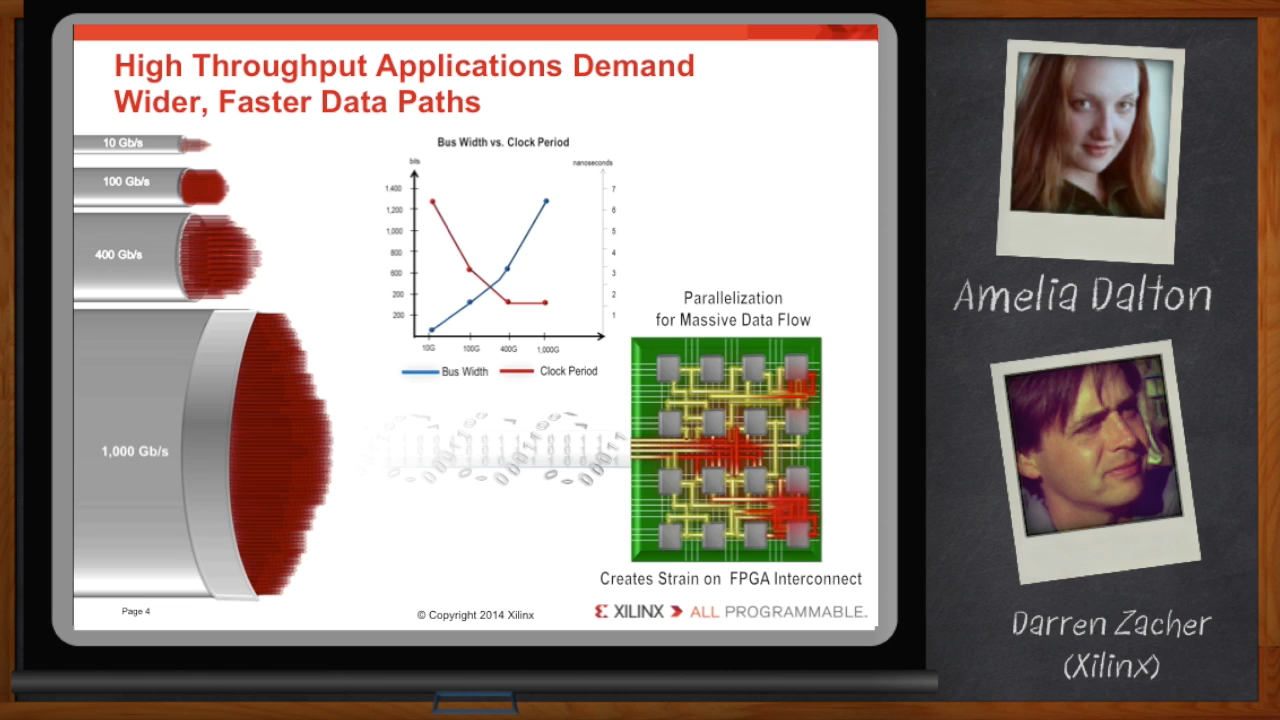 High Throughput Applications Demand
Wider, Faster Data Paths
10 Gb/s
100 Gb/s
400 Gb/s
1,000 Gb/s
Bus Width vs. Clock Period
bits
nanoseconds
1,400
1,200
1,000
800
600
200
200
7
6
5
4
3
2
1
10G
100G
400G
1,000G
Bus Width
Clock Period
Parallelization
for Massive Data Flow
Creates Strain on FPGA Interconnect
Page 4
© Copyright 2014 Xilinx
XILINX ALL PROGRAMMABLE.
Amelia Dalton
Darren Zacher
(Xilinx)